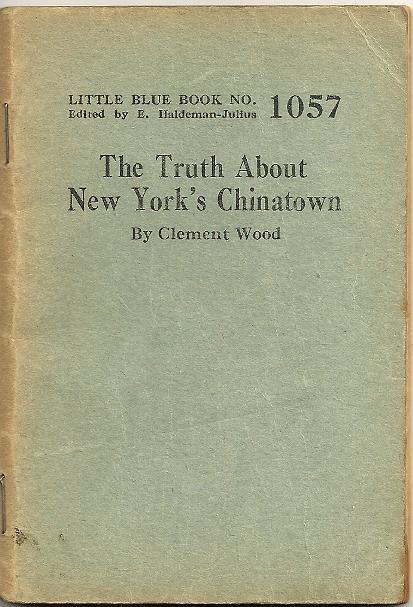 LITTLE BLUE BOOK NO. 1057
Edited by E. Haldeman-Julius
The Truth About
New York's Chinatown
By Clement Wood